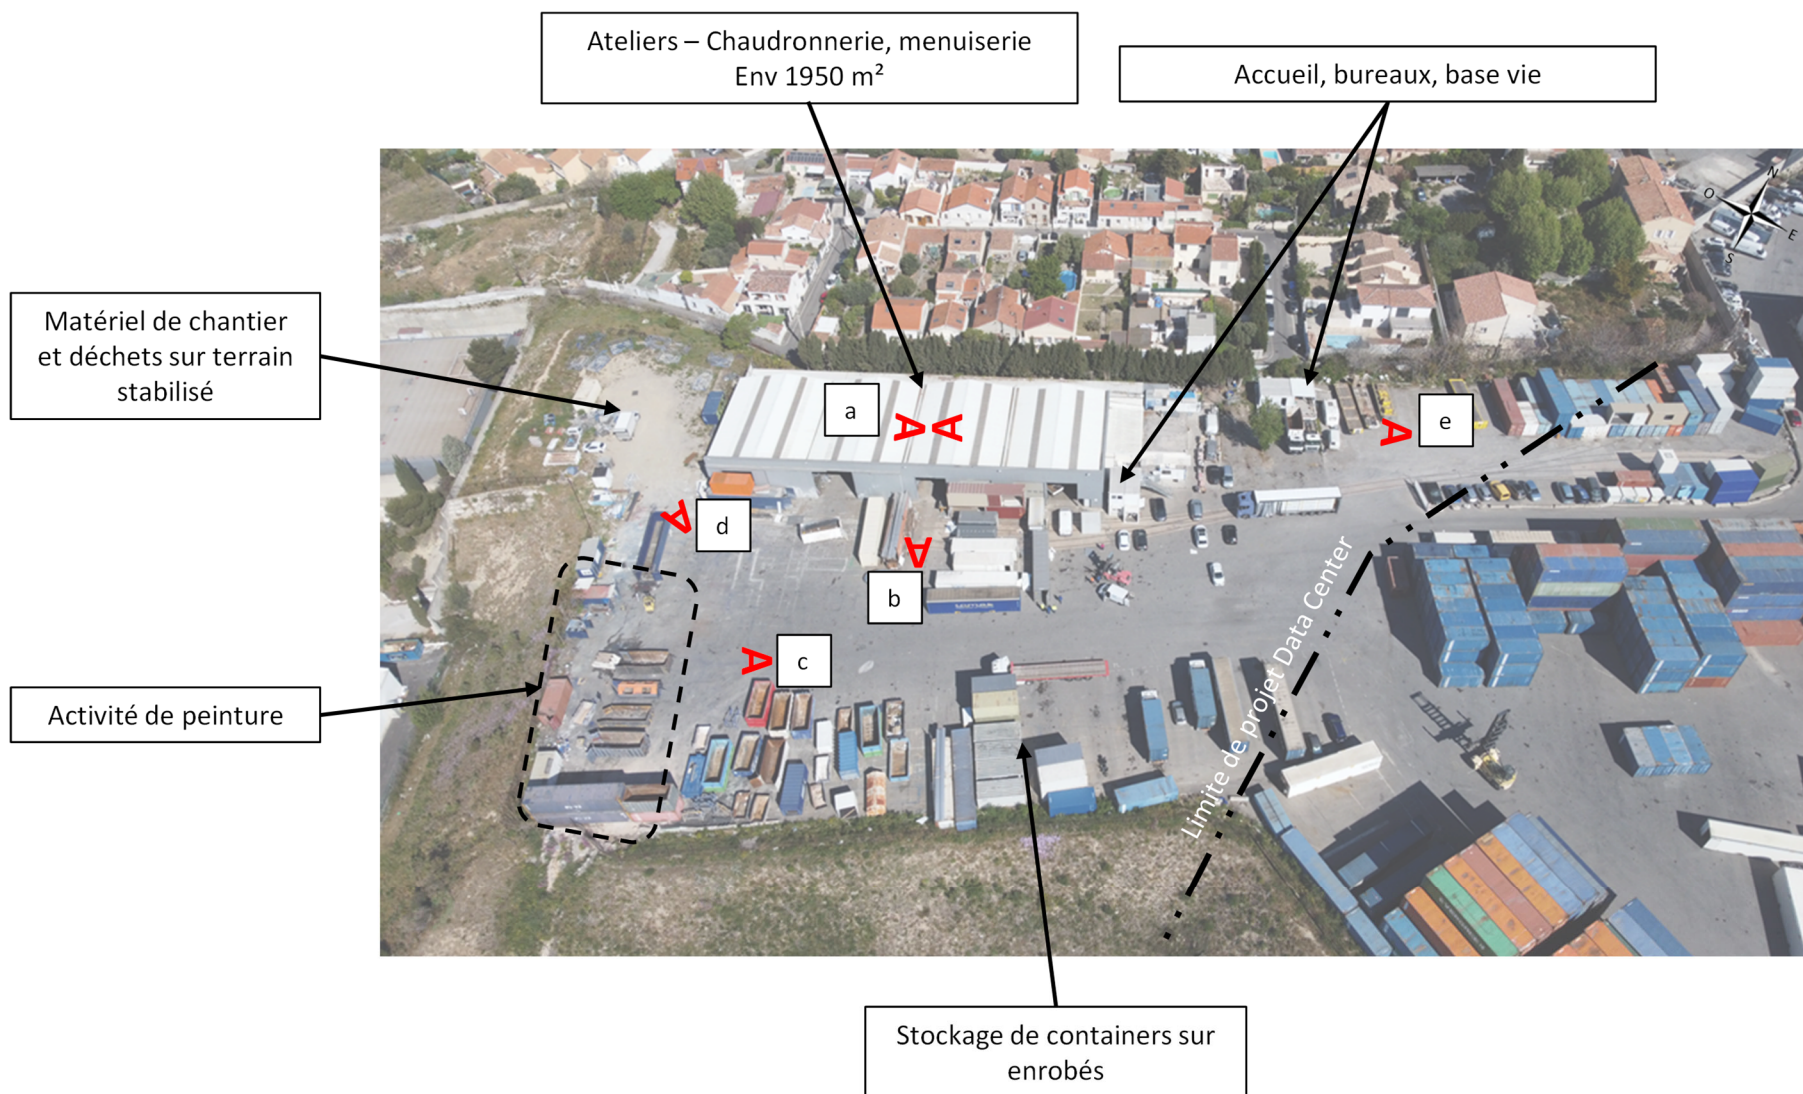 Ateliers – Chaudronnerie, menuiserie
Env 1950 m²
Accueil, bureaux, base vie
N
O
E
S
Matériel de chantier
et déchets sur terrain
stabilisé
a
e
d
b
c
Limite de projet Data Center
Activité de peinture
Stockage de containers sur
enrobés